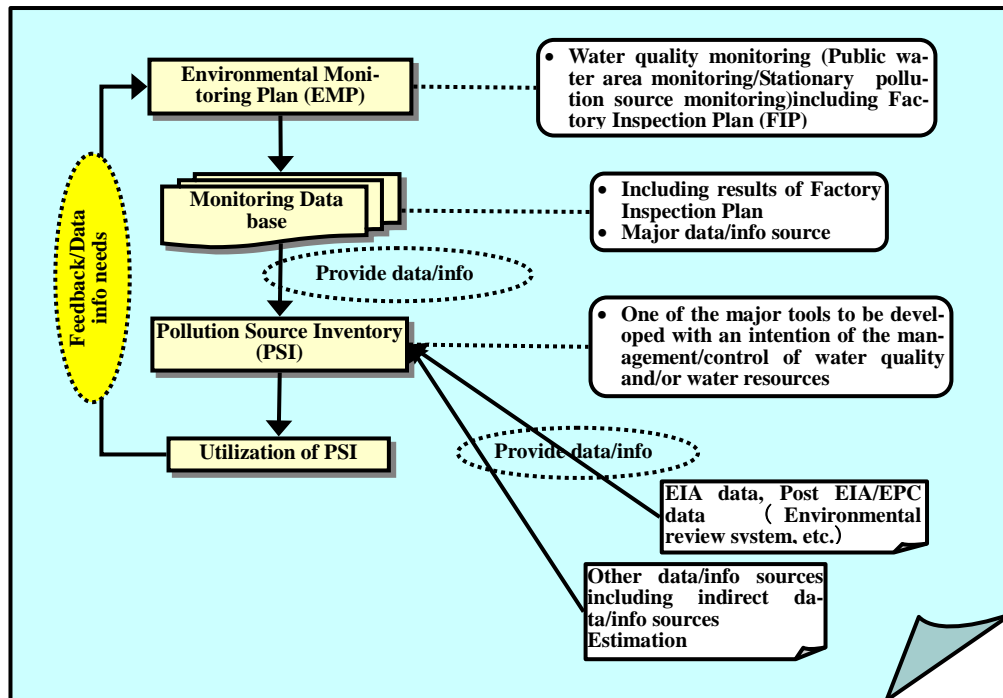 Environmental Moni-
toring Plan (EMP)
• Water quality monitoring (Public wa-
ter area monitoring/Stationary pollu-
tion source monitoring)including Fac-
tory Inspection Plan (FIP)
Monitoring Data
base
• Including results of Factory
Inspection Plan
• Major data/info source
Feedback/Data
info needs
Provide data/info
Pollution Source Inventory
(PSI)
• One of the major tools to be devel-
oped with an intention of the man-
agement/control of water quality
and/or water resources
Utilization of PSI
Provide data/info
EIA data, Post EIA/EPC
data （ Environmental
review system, etc.）
Other data/info sources
including indirect da-
ta/info sources
Estimation